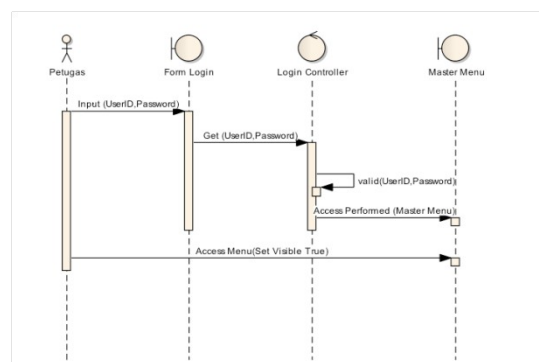 Petugas
Form Login
Login Controller
Master Menu
Input (UserID,Password)
Get (UserID,Password)
valid(UserID,Password)
Access Performed (Master Menu)
Access Menu(Set Visible True)